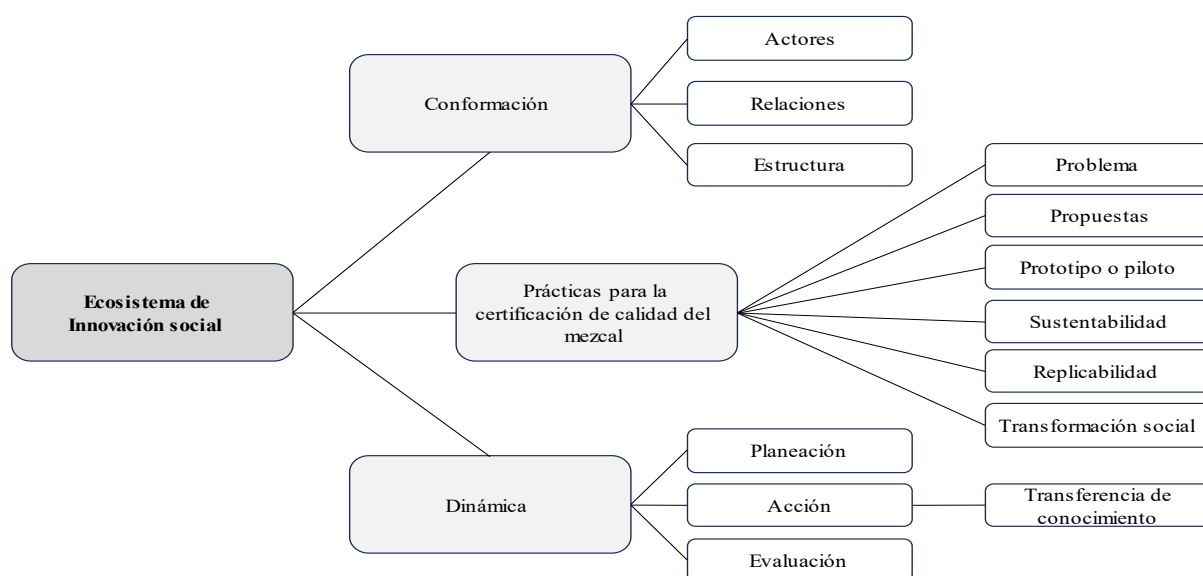 Ecosistema de
Innovación social
Conformación
Actores
Relaciones
Estructura
Prácticas para la
certificación de calidad del
mezcal
Problema
Propuestas
Prototipo o piloto
Sustentabilidad
Replicabilidad
Transformación social
Dinámica
Planeación
Acción
Transferencia de
conocimiento
Evaluación